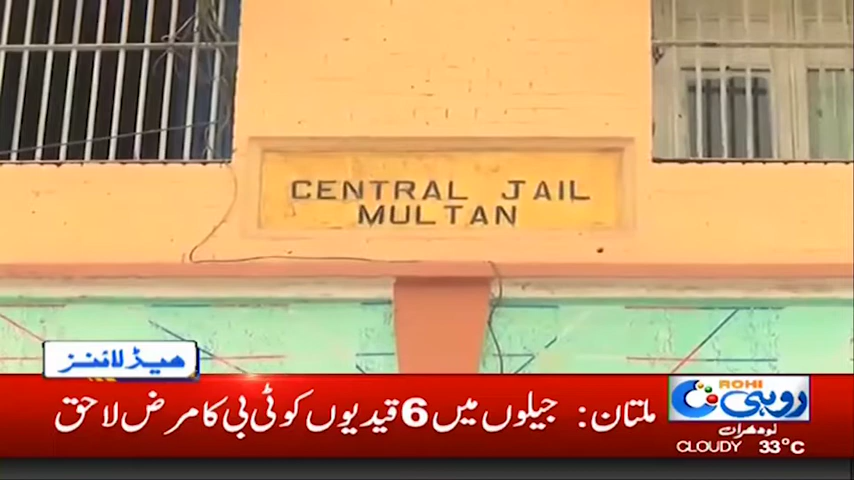 CENTRAL JAIL
MULTAN
ہیڈلائنز
ملتان: جیلوں میں 6 قیدیوں کو ٹی بی کا مرض لاحق
ROHI
روہی
لودھراں
CLOUDY 33°C